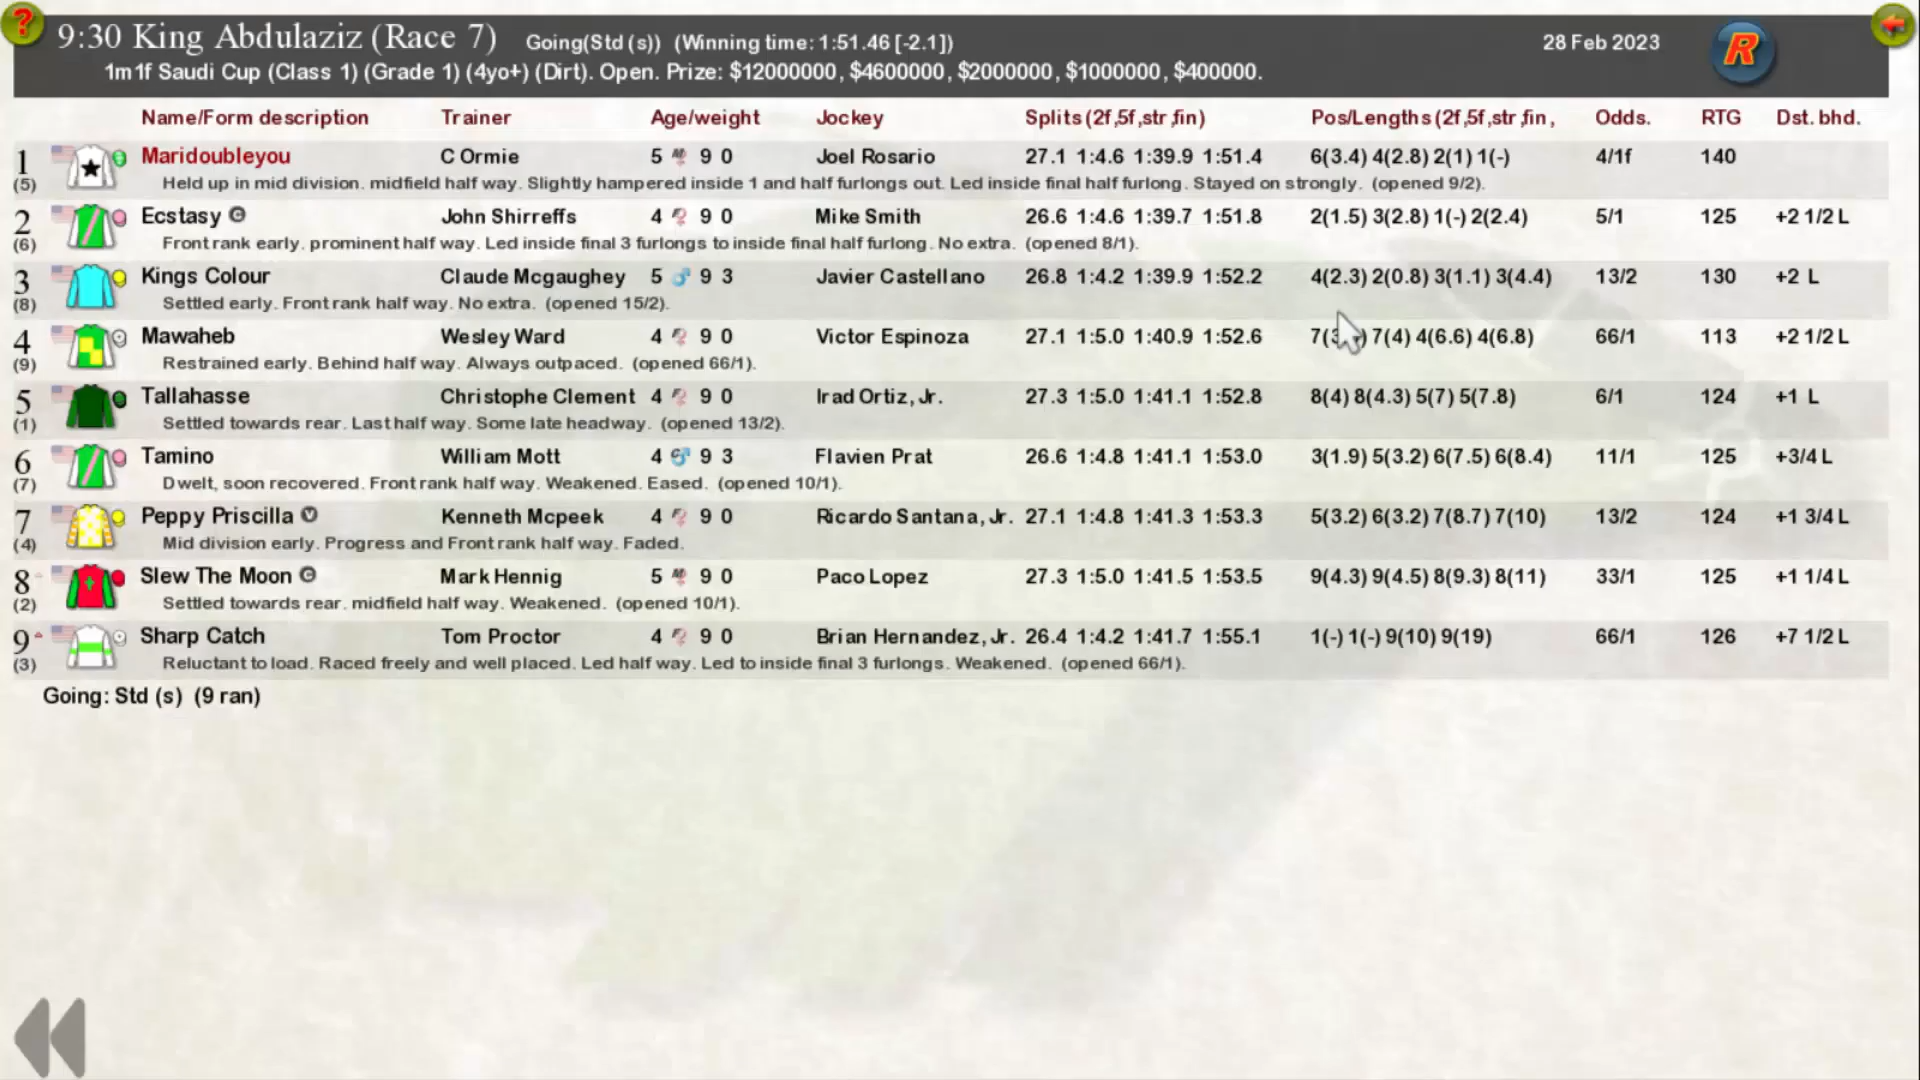 9:30 King Abdulaziz (Race 7) Going(Std (s)) (Winning time: 1:51.46 [-2.1]) 28 Feb 2023 R
1m 1f Saudi Cup (Class 1) (Grade 1) (4yo+) (Dirt). Open. Prize: $12000000, $4600000, $2000000, $1000000, $400000.
Name/Form description Trainer Age/weight Jockey Splits (2f,5f,str,fin) Pos/Lengths (2f,5f,str,fin, Odds. RTG Dst. bhd.
1 Maridoubleyou C Ormie 5 9 0 Joel Rosario 27.1 1:4.6 1:39.9 1:51.4 6(3.4) 4(2.8) 2(1) 1(-) 4/1f 140
(5) Held up in mid division. midfield half way. Slightly hampered inside 1 and half furlongs out. Led inside final half furlong. Stayed on strongly. (opened 9/2).
2 Ecstasy C John Shirreffs 4 9 0 Mike Smith 26.6 1:4.6 1:39.7 1:51.8 2(1.5) 3(2.8) 1(-) 2(2.4) 5/1 125 +2 1/2 L
(6) Front rank early. prominent half way. Led inside final 3 furlongs to inside final half furlong. No extra. (opened 8/1).
3 Kings Colour Claude Mcgaughey 5 9 3 Javier Castellano 26.8 1:4.2 1:39.9 1:52.2 4(2.3) 2(0.8) 3(1.1) 3(4.4) 13/2 130 +2 L
(8) Settled early. Front rank half way. No extra. (opened 15/2).
4 Mawaheb Wesley Ward 4 9 0 Victor Espinoza 27.1 1:5.0 1:40.9 1:52.6 7(3 ) 7(4) 4(6.6) 4(6.8) 66/1 113 +2 1/2 L
(9) Restrained early. Behind half way. Always outpaced. (opened 66/1).
5 Tallahasse Christophe Clement 4 9 0 Irad Ortiz, Jr. 27.3 1:5.0 1:41.1 1:52.8 8(4) 8(4.3) 5(7) 5(7.8) 6/1 124 +1 L
(1) Settled towards rear. Last half way. Some late headway. (opened 13/2).
6 Tamino William Mott 4 9 3 Flavien Prat 26.6 1:4.8 1:41.1 1:53.0 3(1.9) 5(3.2) 6(7.5) 6(8.4) 11/1 125 +3/4 L
(7) Dwelt, soon recovered. Front rank half way. Weakened. Eased. (opened 10/1).
7 Peppy Priscilla V Kenneth Mcpeek 4 9 0 Ricardo Santana, Jr. 27.1 1:4.8 1:41.3 1:53.3 5(3.2) 6(3.2) 7(8.7) 7(10) 13/2 124 +1 3/4 L
(4) Mid division early. Progress and Front rank half way. Faded.
8 Slew The Moon C Mark Hennig 5 9 0 Paco Lopez 27.3 1:5.0 1:41.5 1:53.5 9(4.3) 9(4.5) 8(9.3) 8(11) 33/1 125 +1 1/4 L
(2) Settled towards rear. midfield half way. Weakened. (opened 10/1).
9 Sharp Catch Tom Proctor 4 9 0 Brian Hernandez, Jr. 26.4 1:4.2 1:41.7 1:55.1 1(-) 1(-) 9(10) 9(19) 66/1 126 +7 1/2 L
(3) Reluctant to load. Raced freely and well placed. Led half way. Led to inside final 3 furlongs. Weakened. (opened 66/1).
Going: Std (s) (9 ran)